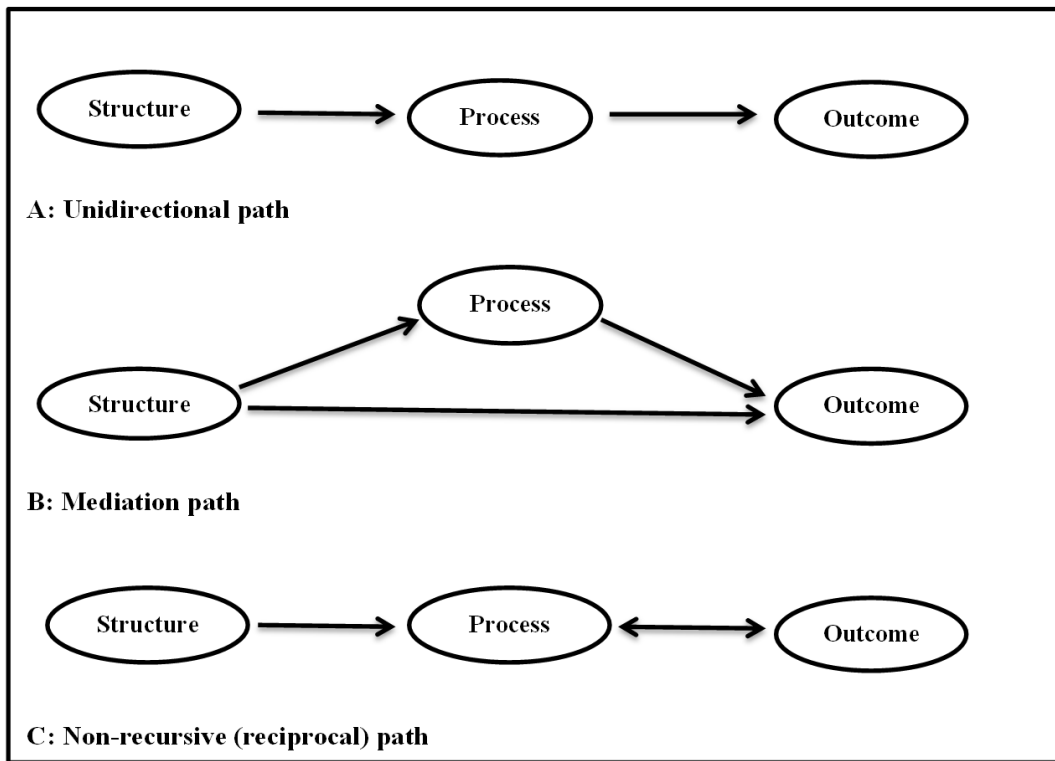 Structure
Process
Outcome
A: Unidirectional path
Process
Structure
Outcome
B: Mediation path
Structure
Process
Outcome
C: Non-recursive (reciprocal) path